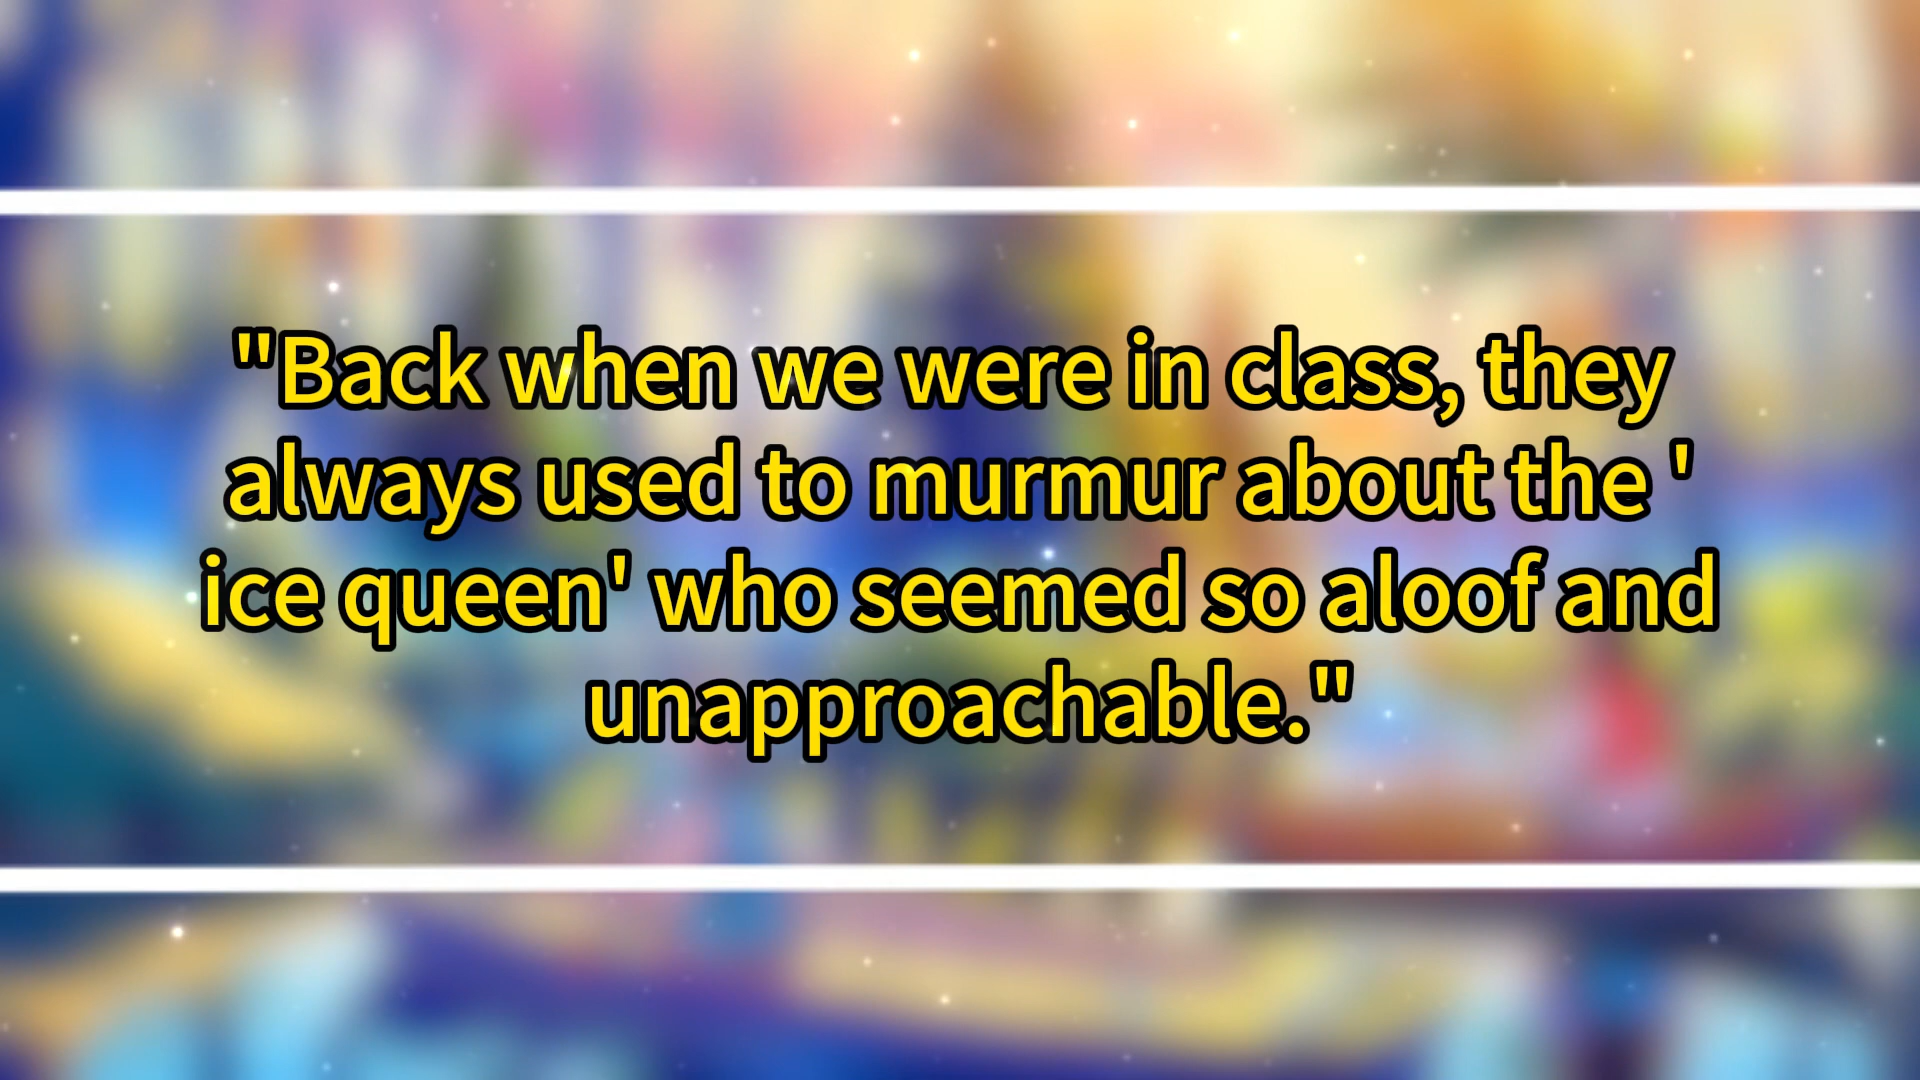 "Back when we were in class, they
always used to murmur about the '
ice queen' who seemed so aloof and
unapproachable."